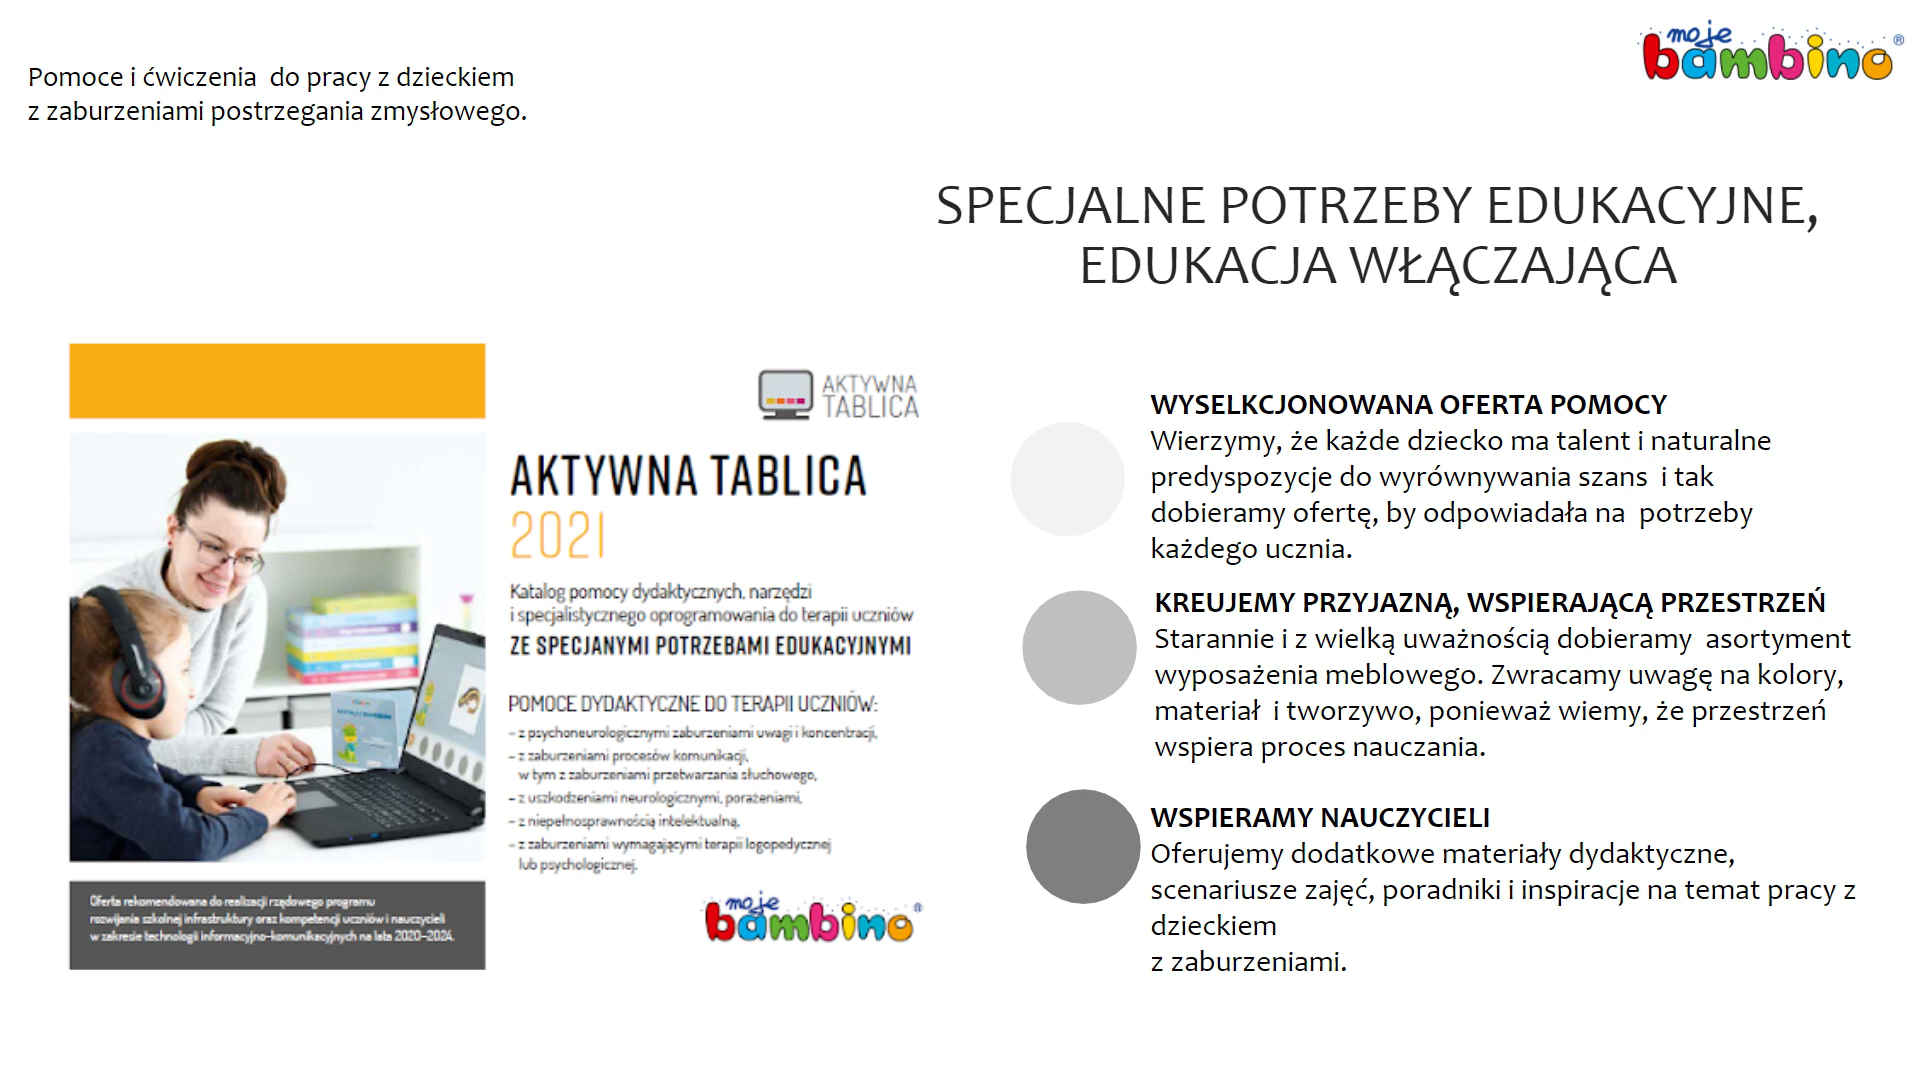 Pomoce i ćwiczenia  do pracy z dzieckiem
z zaburzeniami postrzegania zmysłowego.
moje
bambino®
SPECJALNE POTRZEBY EDUKACYJNE,
EDUKACJA WŁĄCZAJĄCA
AKTYWNA
TABLICA
AKTYWNA TABLICA
2021
Katalog pomocy dydaktycznych, narzędzi
i specjalistycznego oprogramowania do terapii uczniów
ZE SPECJANYMI POTRZEBAMI EDUKACYJNYMI
POMOCE DYDAKTYCZNE DO TERAPII UCZNIÓW:
– z psychoneurologicznymi zaburzeniami uwagi i koncentracji,
– z zaburzeniami procesów komunikacji,
w tym z zaburzeniami przetwarzania słuchowego,
– z uszkodzeniami neurologicznymi, porażeniami,
– z niepełnosprawnością intelektualną,
– z zaburzeniami wymagającymi terapii logopedycznej
lub psychologicznej.
moje
bambino®
Oferta rekomendowana do realizacji rządowego programu
rozwijania szkolnej infrastruktury oraz kompetencji uczniów i nauczycieli
w zakresie technologii informacyjno-komunikacyjnych na lata 2020–2024.
WYSELKCJONOWANA OFERTA POMOCY
Wierzymy, że każde dziecko ma talent i naturalne
predyspozycje do wyrównywania szans  i tak
dobieramy ofertę, by odpowiadała na  potrzeby
każdego ucznia.
KREUJEMY PRZYJAZNĄ, WSPIERAJĄCĄ PRZESTRZEŃ
Starannie i z wielką uważnością dobieramy  asortyment
wyposażenia meblowego. Zwracamy uwagę na kolory,
materiał  i tworzywo, ponieważ wiemy, że przestrzeń
wspiera proces nauczania.
WSPIERAMY NAUCZYCIELI
Oferujemy dodatkowe materiały dydaktyczne,
scenariusze zajęć, poradniki i inspiracje na temat pracy z
dzieckiem
z zaburzeniami.